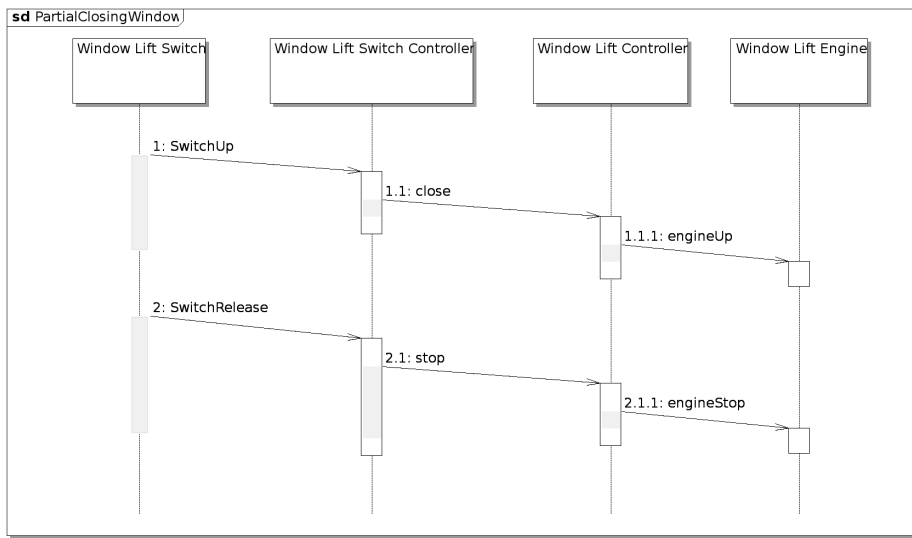 sd PartialClosingWindow
Window Lift Switch
Window Lift Switch Controller
Window Lift Controller
Window Lift Engine
1: SwitchUp
1.1: close
1.1.1: engineUp
2: SwitchRelease
2.1: stop
2.1.1: engineStop